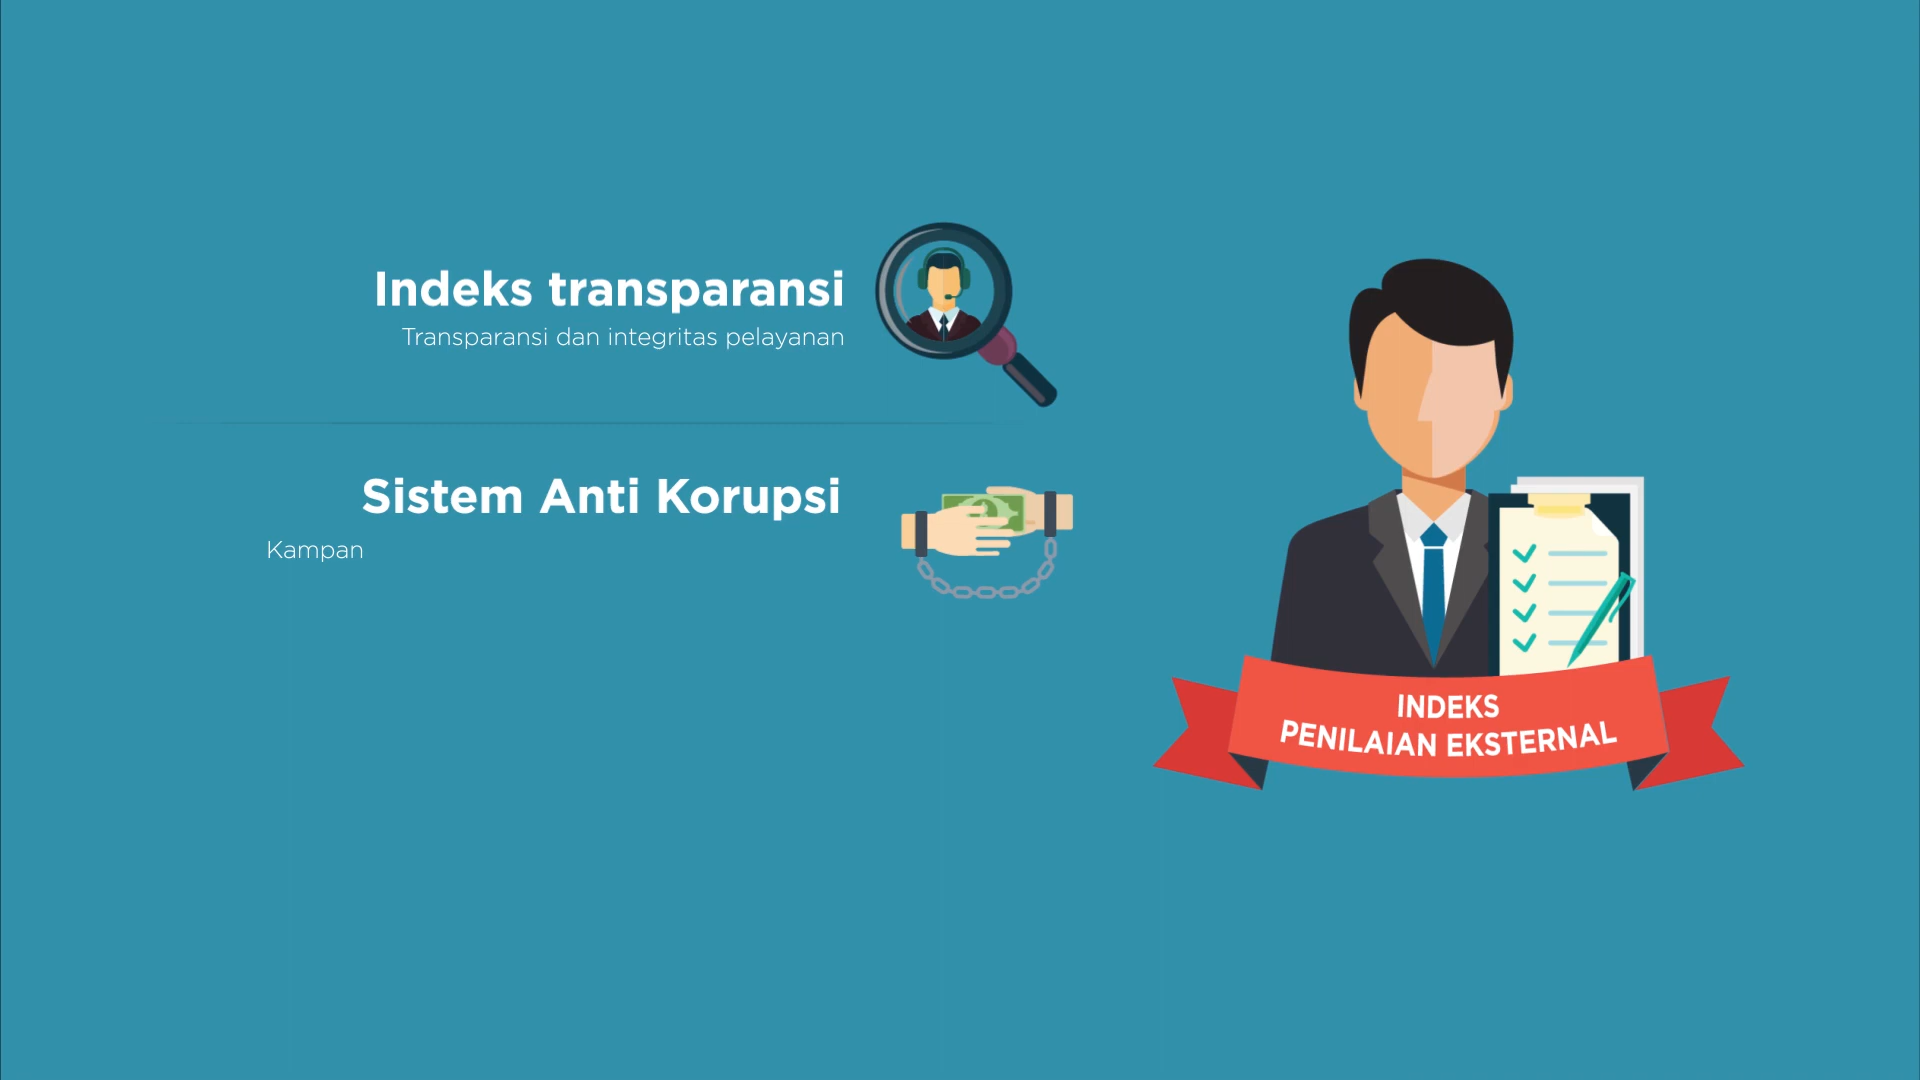 Indeks transparansi
Transparansi dan integritas pelayanan
Sistem Anti Korupsi
Kampan
INDEKS
PENILAIAN EKSTERNAL